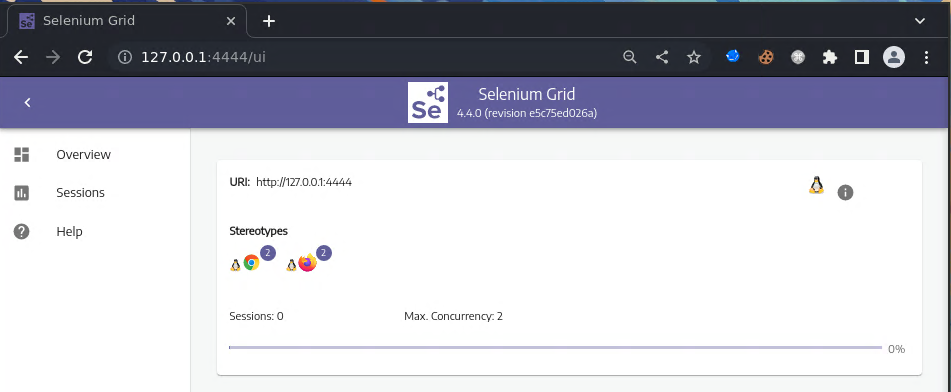 Selenium Grid
127.0.0.1:4444/ui
Se
Selenium Grid
4.4.0 (revision e5c75ed026a)
Overview
Sessions
Help
URI: http://127.0.0.1:4444
Stereotypes
2 2
Sessions: 0 Max. Concurrency: 2
0%